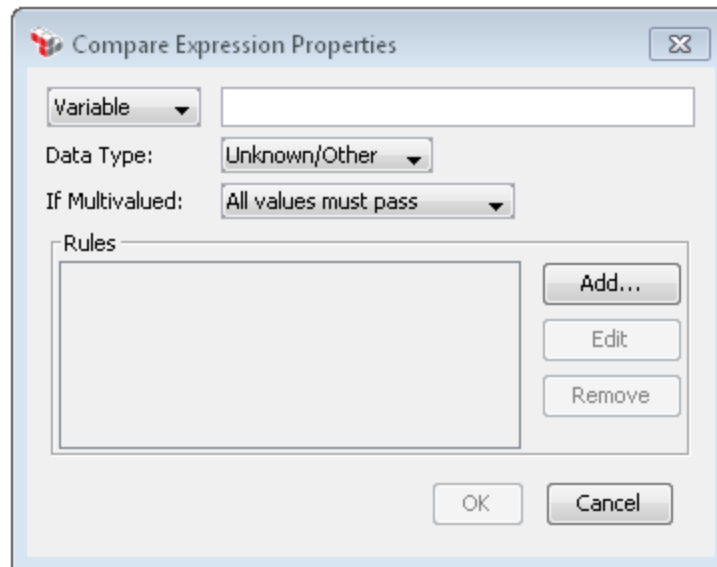 Compare Expression Properties
Variable
Data Type: Unknown/Other
If Multivalued: All values must pass
Rules
Add...
Edit
Remove
OK Cancel